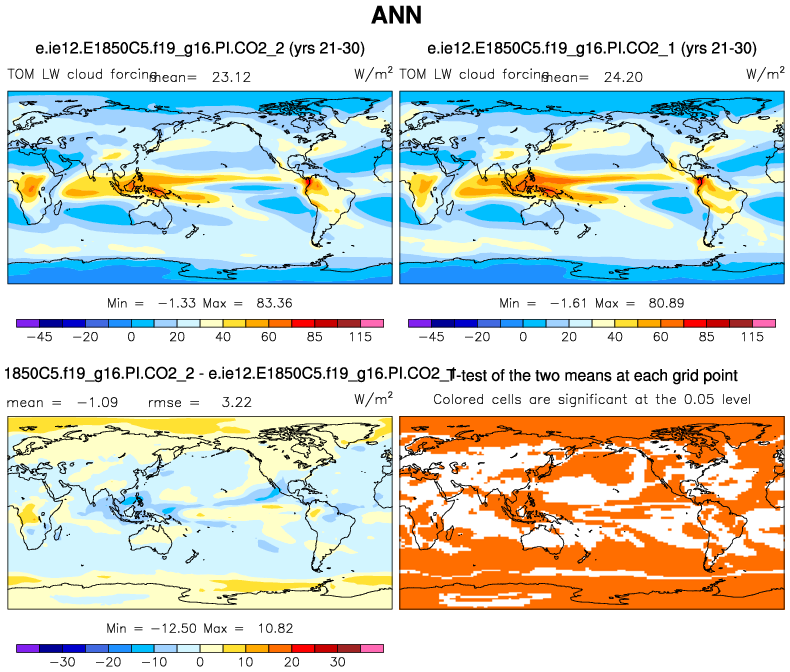 ANN
e.ie12.E1850C5.f19_g16.PI.CO2_2 (yrs 21-30)
e.ie12.E1850C5.f19_g16.PI.CO2_1 (yrs 21-30)
TOM LW cloud forcing mean= 23.12 W/m²
TOM LW cloud forcing mean= 24.20 W/m²
Min = −1.33 Max = 83.36
Min = −1.61 Max = 80.89
−45 −20 0 20 40 60 85 115
−45 −20 0 20 40 60 85 115
1850C5.f19_g16.PI.CO2_2 - e.ie12.E1850C5.f19_g16.PI.CO2_1
T-test of the two means at each grid point
mean = −1.09 rmse = 3.22 W/m²
Colored cells are significant at the 0.05 level
Min = −12.50 Max = 10.82
−30 −20 −10 0 10 20 30